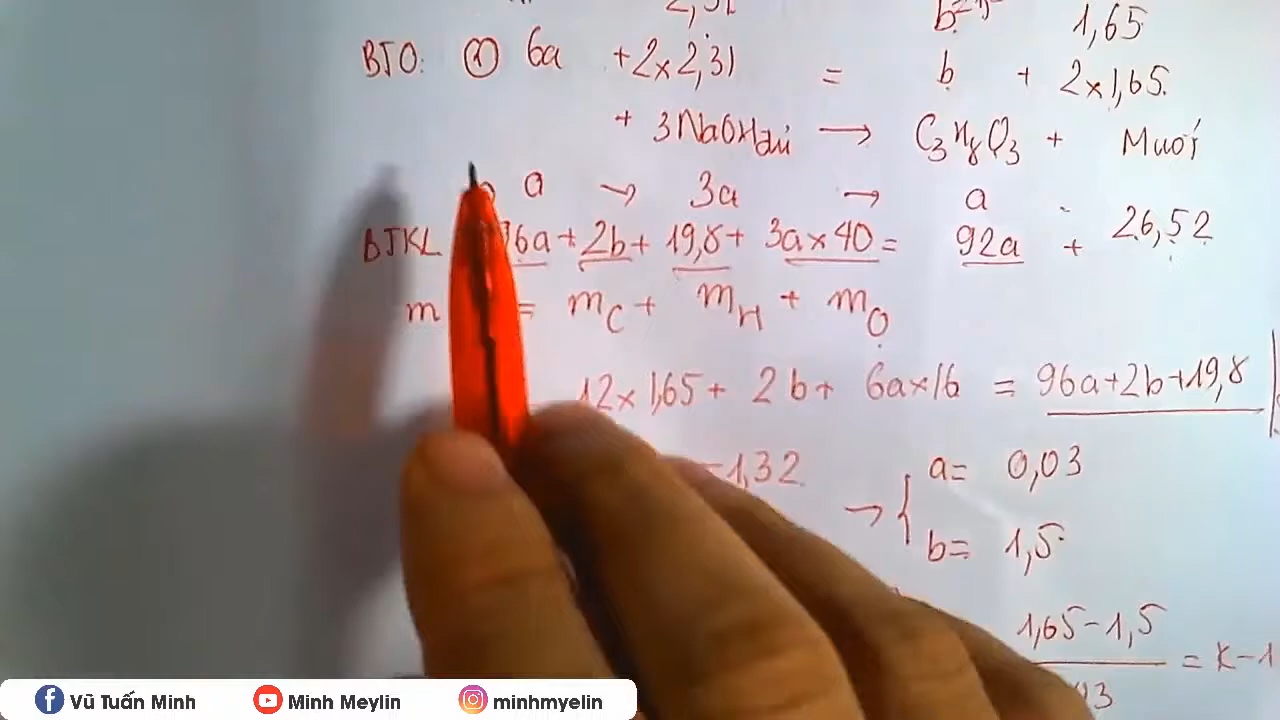 b 1,65
BTO: 6a + 2×2,31 = b + 2×1,65
+ 3NaOH → C₃H₈O₃ + Muối
a → 3a → a
BTKL 6a + 2b + 19,8 + 3a×40 = 92a + 26,52
m = mC + mH + mO
12×1,65 + 2b + 6a×16 = 96a+2b+19,8
-1,32
→ { a = 0,03
b = 1,5
1,65-1,5 = K-1
Vũ Tuấn Minh Minh Meylin minhmyelin